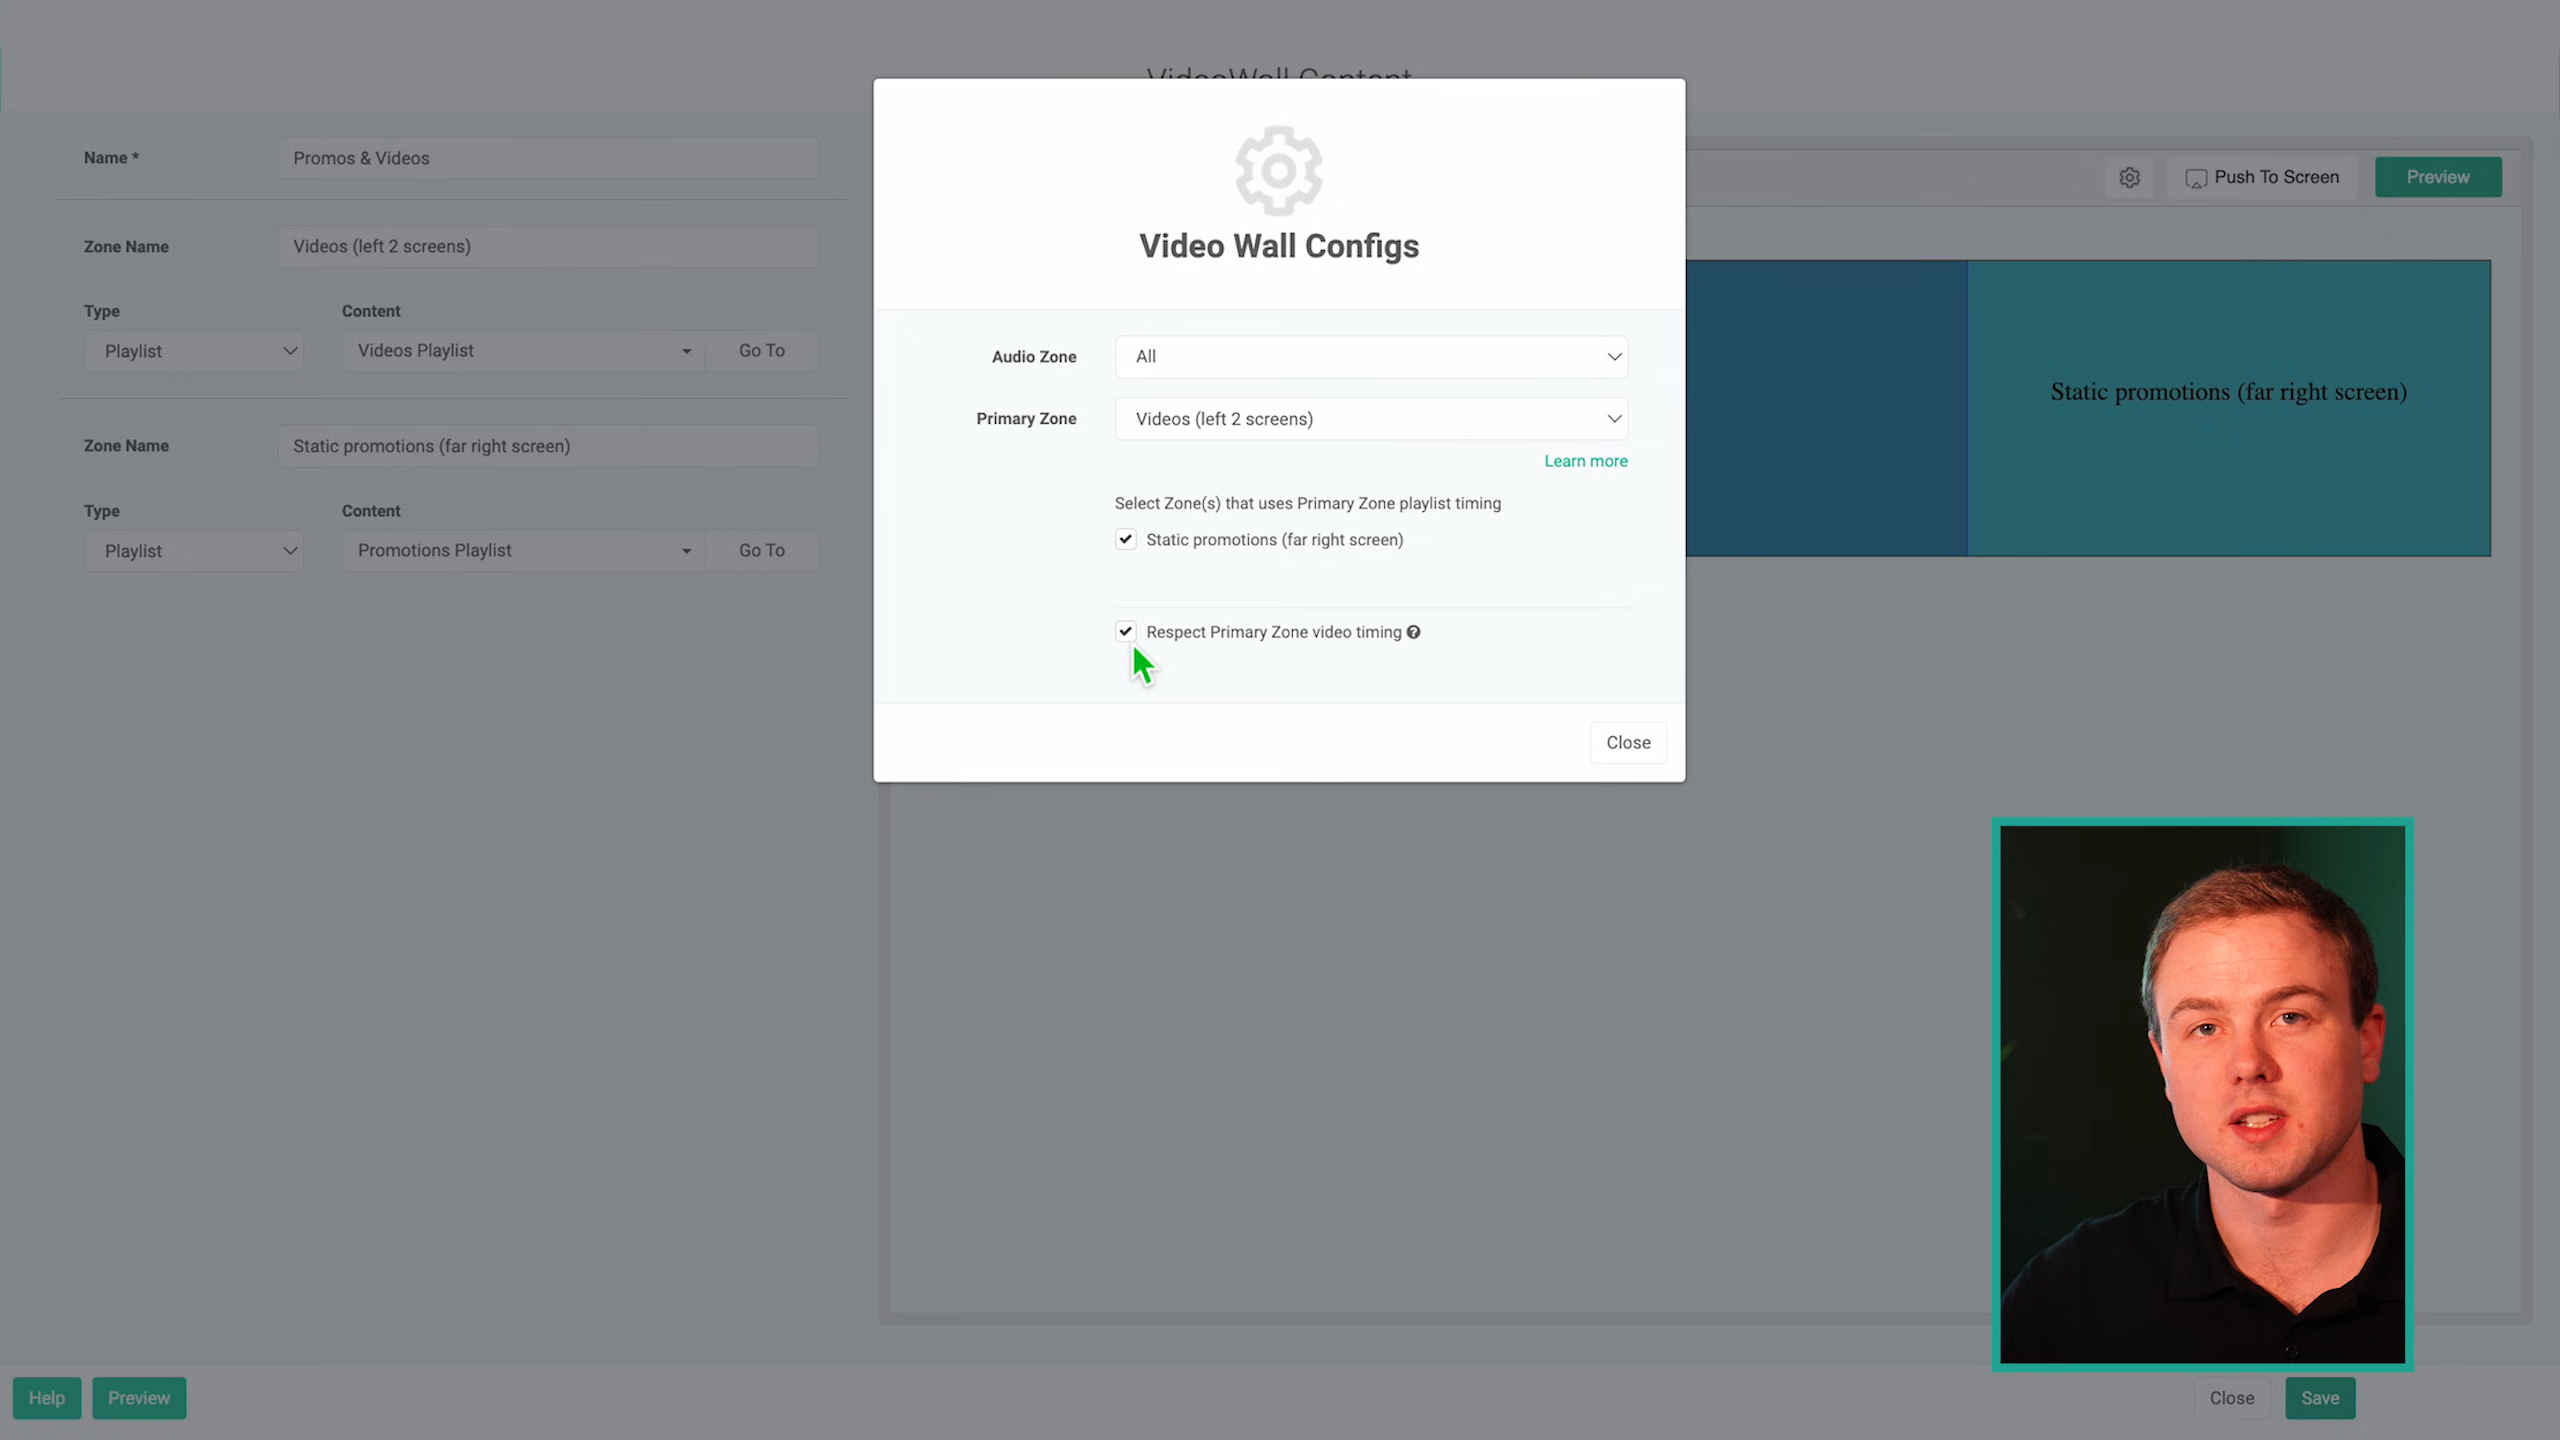 VideoWall Content
Name *
Promos & Videos
Zone Name
Videos (left 2 screens)
Type
Content
Playlist
Videos Playlist
Go To
Zone Name
Static promotions (far right screen)
Type
Content
Playlist
Promotions Playlist
Go To
Video Wall Configs
Audio Zone
All
Primary Zone
Videos (left 2 screens)
Learn more
Select Zone(s) that uses Primary Zone playlist timing
Static promotions (far right screen)
Respect Primary Zone video timing
Close
Push To Screen
Preview
Static promotions (far right screen)
Help
Preview
Close
Save